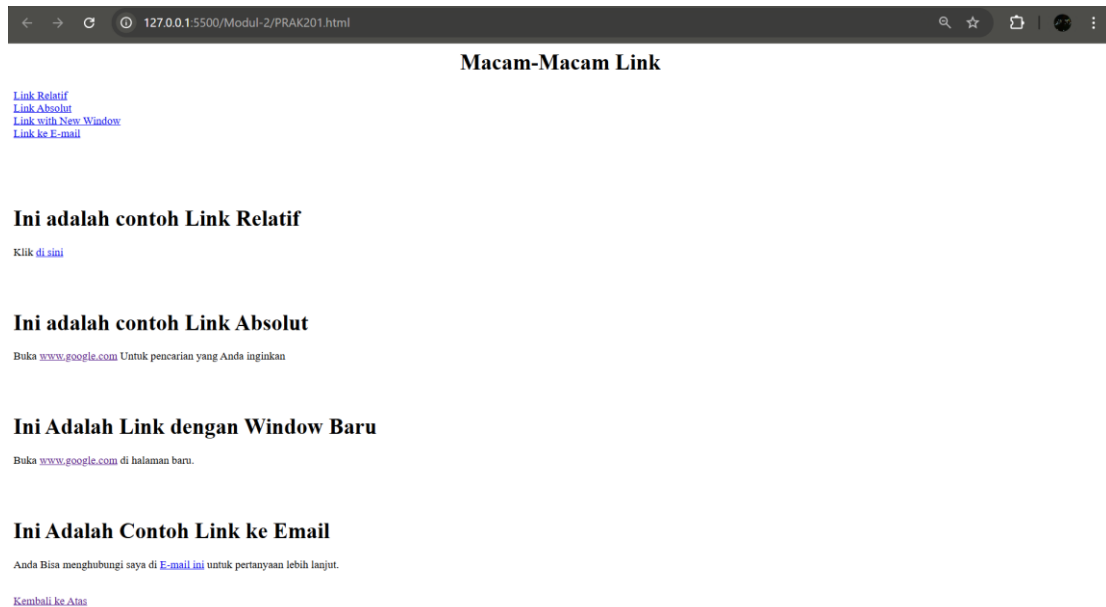 127.0.0.1:5500/Modul-2/PRAK201.html
Macam-Macam Link
Link Relatif
Link Absolut
Link with New Window
Link ke E-mail
Ini adalah contoh Link Relatif
Klik di sini
Ini adalah contoh Link Absolut
Buka www.google.com Untuk pencarian yang Anda inginkan
Ini Adalah Link dengan Window Baru
Buka www.google.com di halaman baru.
Ini Adalah Contoh Link ke Email
Anda Bisa menghubungi saya di E-mail ini untuk pertanyaan lebih lanjut.
Kembali ke Atas